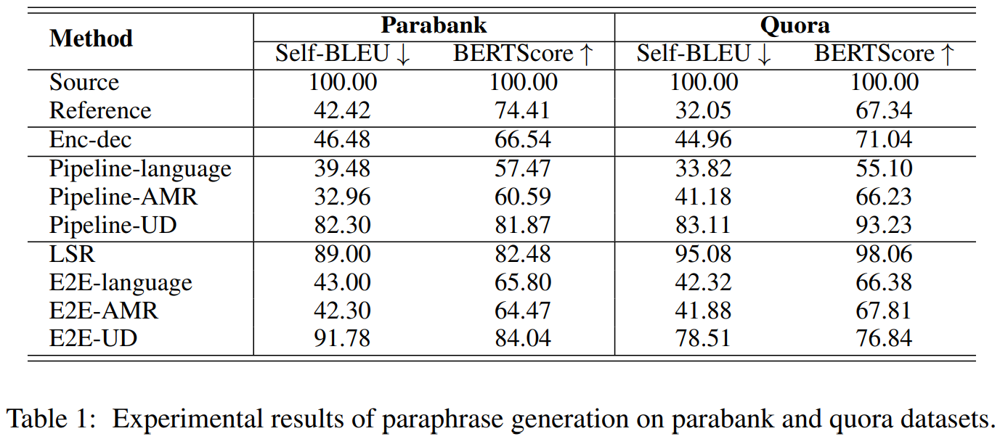 Method Parabank Quora
Self-BLEU ↓ BERTScore ↑ Self-BLEU ↓ BERTScore ↑
Source 100.00 100.00 100.00 100.00
Reference 42.42 74.41 32.05 67.34
Enc-dec 46.48 66.54 44.96 71.04
Pipeline-language 39.48 57.47 33.82 55.10
Pipeline-AMR 32.96 60.59 41.18 66.23
Pipeline-UD 82.30 81.87 83.11 93.23
LSR 89.00 82.48 95.08 98.06
E2E-language 43.00 65.80 42.32 66.38
E2E-AMR 42.30 64.47 41.88 67.81
E2E-UD 91.78 84.04 78.51 76.84
Table 1: Experimental results of paraphrase generation on parabank and quora datasets.